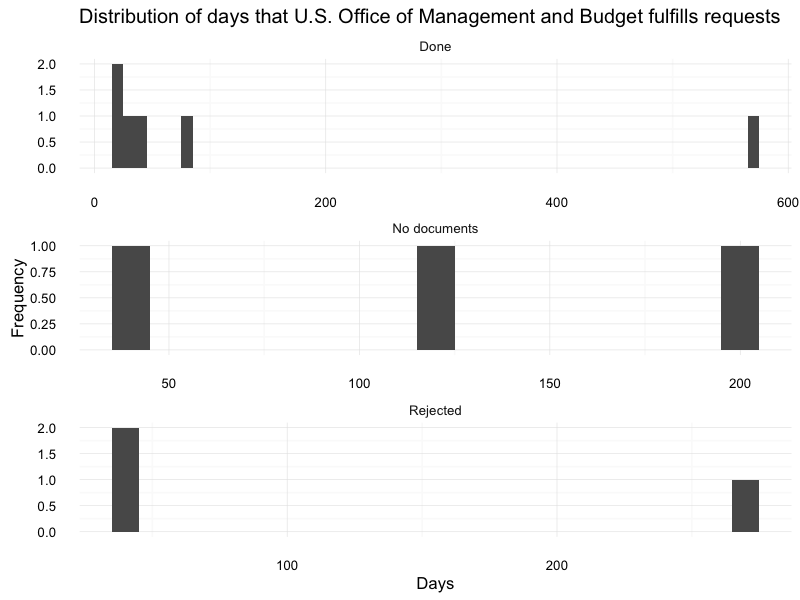 Distribution of days that U.S. Office of Management and Budget fulfills requests
Done
2.0
1.5
1.0
0.5
0.0
0 200 400 600
No documents
1.00
0.75
0.50
0.25
0.00
50 100 150 200
Frequency
Rejected
2.0
1.5
1.0
0.5
0.0
100 200
Days